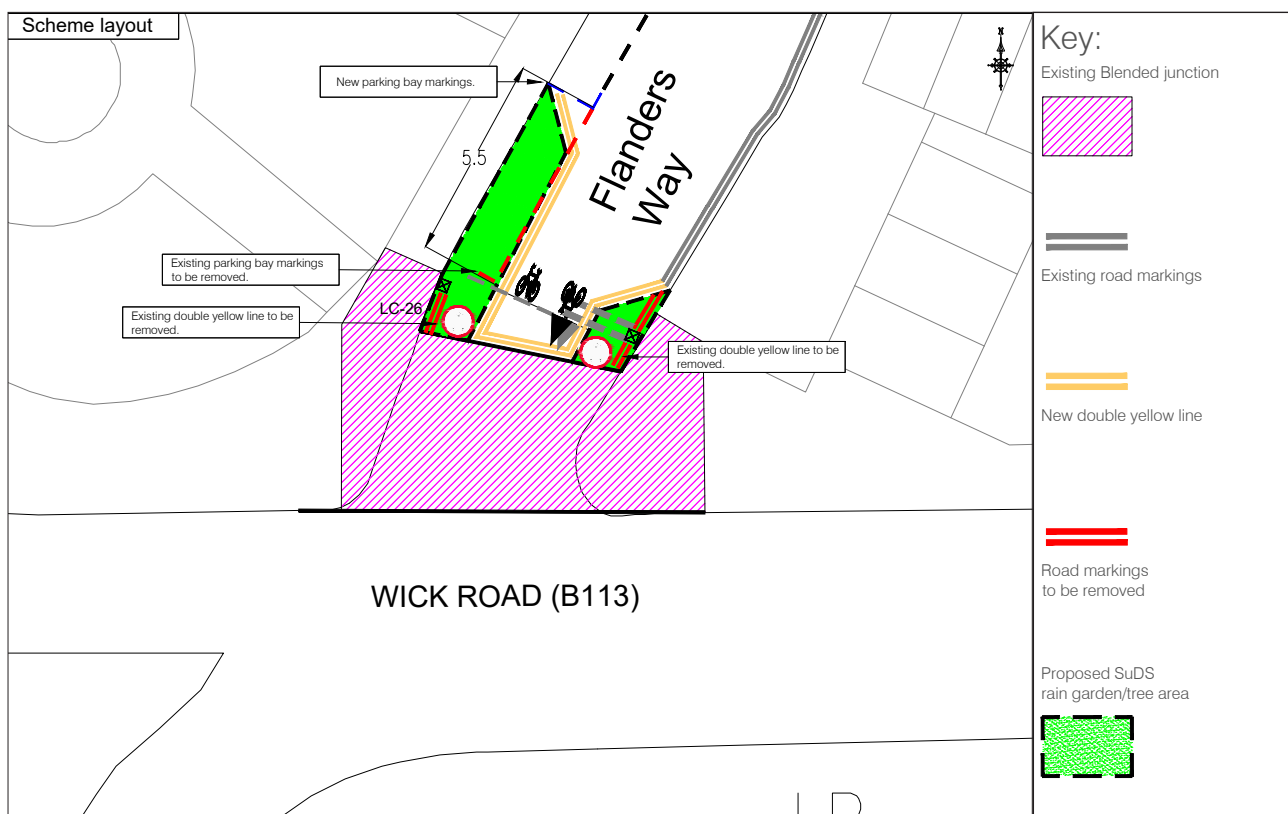 Scheme layout
New parking bay markings.
5.5
Flanders
Way
Existing parking bay markings
to be removed.
Existing double yellow line to be
removed.
LC-26
Existing double yellow line to be
removed.
WICK ROAD (B113)
N
Key:
Existing Blended junction
Existing road markings
New double yellow line
Road markings
to be removed
Proposed SuDS
rain garden/tree area